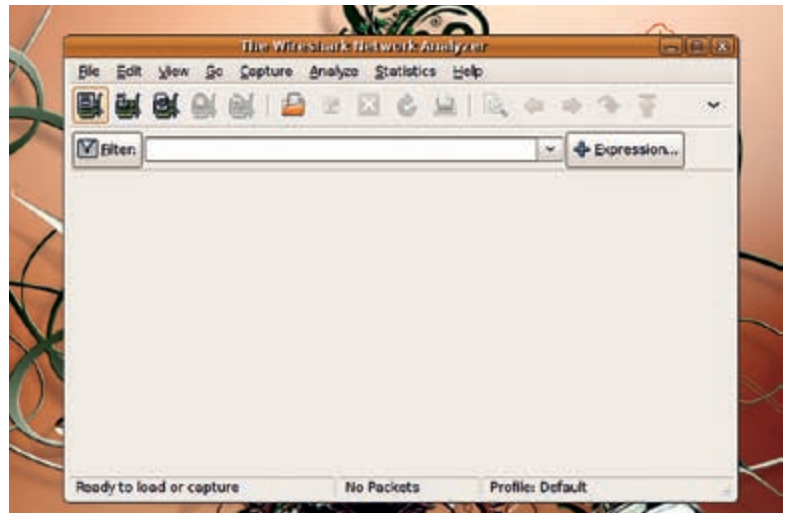 The Wireshark Network Analyzer
File Edit View Go Capture Analyze Statistics Help
Filter: Expression...
Ready to load or capture No Packets Profile: Default